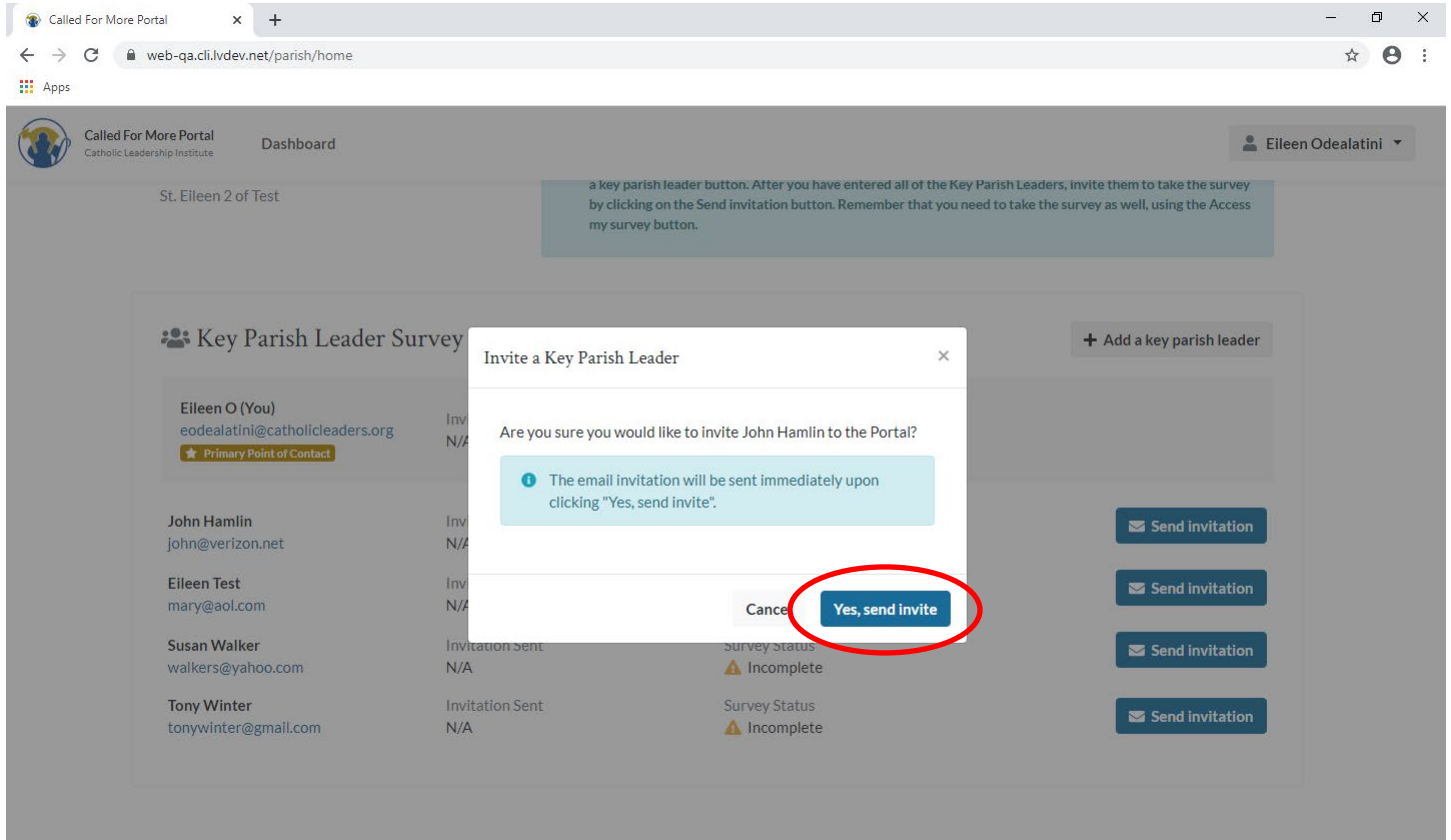 Called For More Portal
web-qa.cli.lvdev.net/parish/home
Apps
Called For More Portal
Catholic Leadership Institute
Dashboard
Eileen Odealatini
St. Eileen 2 of Test
a key parish leader button. After you have entered all of the Key Parish Leaders, invite them to take the survey
by clicking on the Send invitation button. Remember that you need to take the survey as well, using the Access
my survey button.
Key Parish Leader Survey
+ Add a key parish leader
Invite a Key Parish Leader
Are you sure you would like to invite John Hamlin to the Portal?
The email invitation will be sent immediately upon
clicking "Yes, send invite".
Cance
Yes, send invite
Eileen O (You)
eodealatini@catholicleaders.org
Primary Point of Contact
Inv
N/A
John Hamlin
john@verizon.net
Inv
N/A
Send invitation
Eileen Test
mary@aol.com
Inv
N/A
Send invitation
Susan Walker
walkers@yahoo.com
Invitation Sent
N/A
Survey Status
Incomplete
Send invitation
Tony Winter
tonywinter@gmail.com
Invitation Sent
N/A
Survey Status
Incomplete
Send invitation